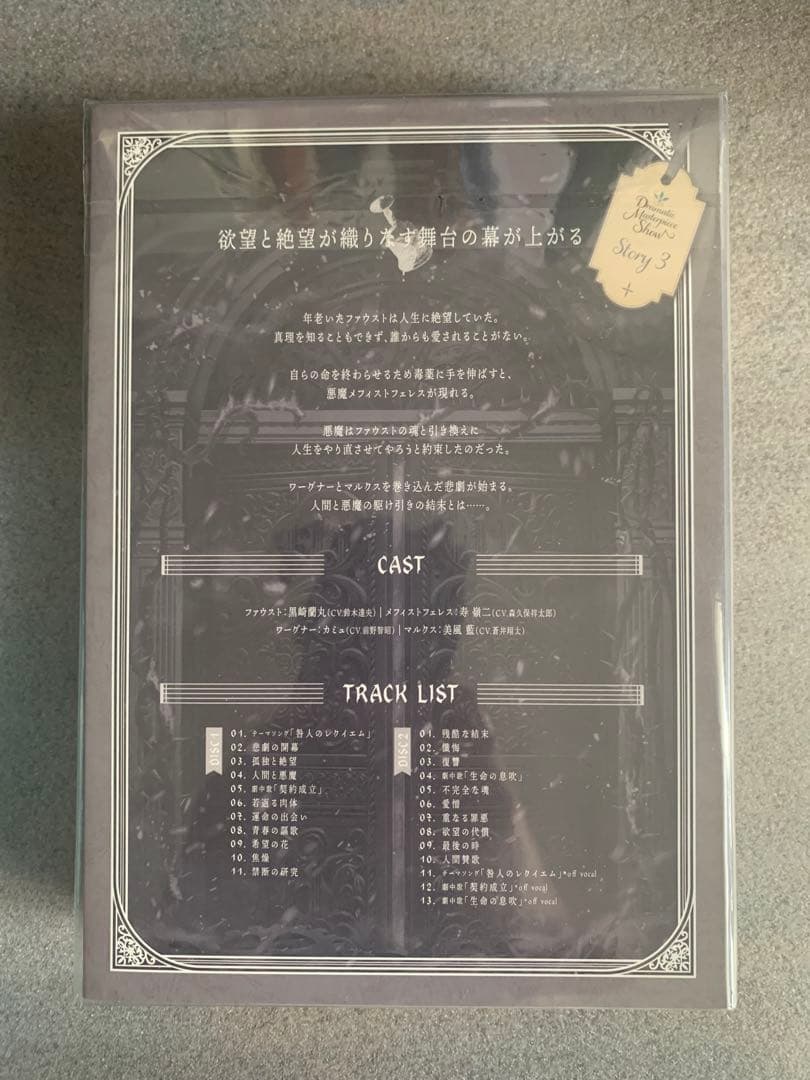 Dramatic
Masterpiece
Show
Story 3
欲望と絶望が織りなす舞台の幕が上がる
年老いたファウストは人生に絶望していた。
真理を知ることもできず、誰からも愛されることがない。
自らの命を終わらせるため毒薬に手を伸ばすと、
悪魔メフィストフェレスが現れる。
悪魔はファウストの魂と引き換えに
人生をやり直させてやろうと約束したのだった。
ワーグナーとマルクスを巻き込んだ悲劇が始まる。
人間と悪魔の駆け引きの結末とは……。
CAST
ファウスト：黒崎蘭丸(CV.鈴木達央) | メフィストフェレス：寿 嶺二(CV.森久保祥太郎)
ワーグナー：カミュ(CV.前野智昭) | マルクス：美風 藍(CV.蒼井翔太)
TRACK LIST
DISC 1
01. テーマソング「咎人のレクイエム」
02. 悲劇の開幕
03. 孤独と絶望
04. 人間と悪魔
05. 劇中歌「契約成立」
06. 若返る肉体
07. 運命の出会い
08. 青春の謳歌
09. 希望の花
10. 焦燥
11. 禁断の研究
DISC 2
01. 残酷な結末
02. 懺悔
03. 復讐
04. 劇中歌「生命の息吹」
05. 不完全な魂
06. 愛憎
07. 重なる罪悪
08. 欲望の代償
09. 最後の時
10. 人間賛歌
11. テーマソング「咎人のレクイエム」*off vocal
12. 劇中歌「契約成立」*off vocal
13. 劇中歌「生命の息吹」*off vocal